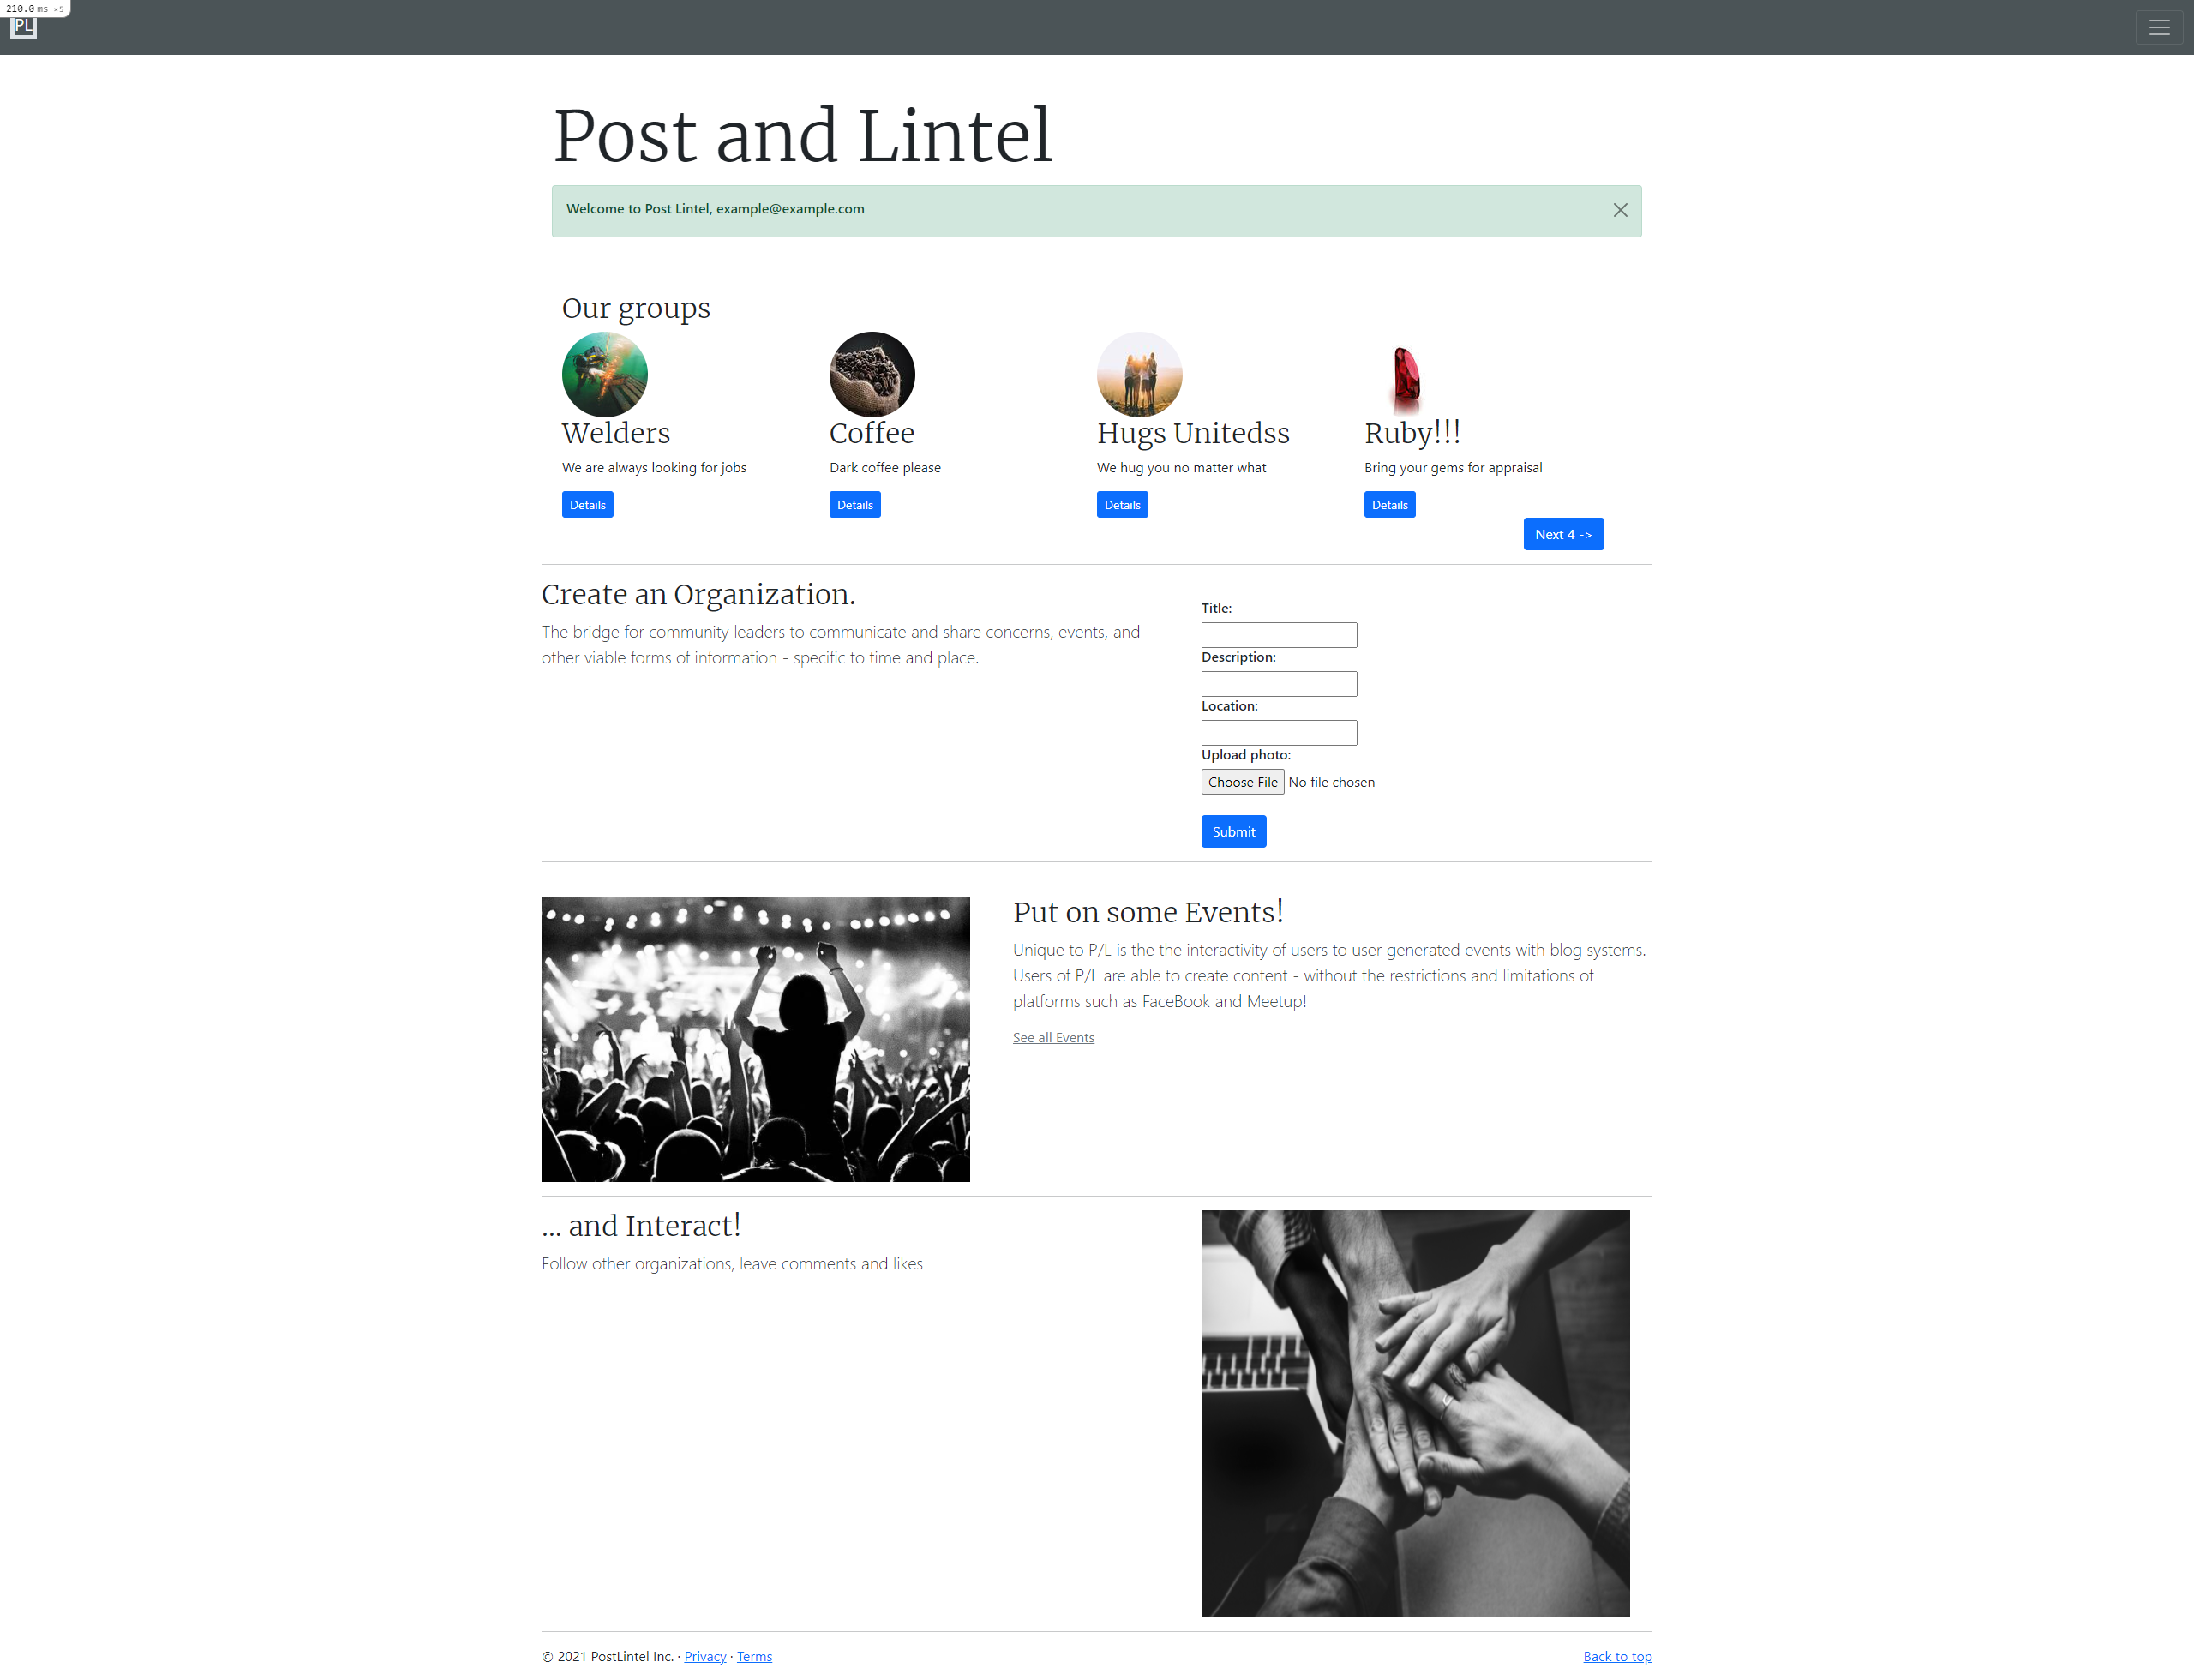 210.0 ms ×5
PL
Post and Lintel
Welcome to Post Lintel, example@example.com
Our groups
Welders
We are always looking for jobs
Details
Coffee
Dark coffee please
Details
Hugs Unitedss
We hug you no matter what
Details
Ruby!!!
Bring your gems for appraisal
Details
Next 4 ->
Create an Organization.
The bridge for community leaders to communicate and share concerns, events, and
other viable forms of information - specific to time and place.
Title:
Description:
Location:
Upload photo:
Choose File No file chosen
Submit
Put on some Events!
Unique to P/L is the the interactivity of users to user generated events with blog systems.
Users of P/L are able to create content - without the restrictions and limitations of
platforms such as FaceBook and Meetup!
See all Events
... and Interact!
Follow other organizations, leave comments and likes
© 2021 PostLintel Inc. · Privacy · Terms
Back to top